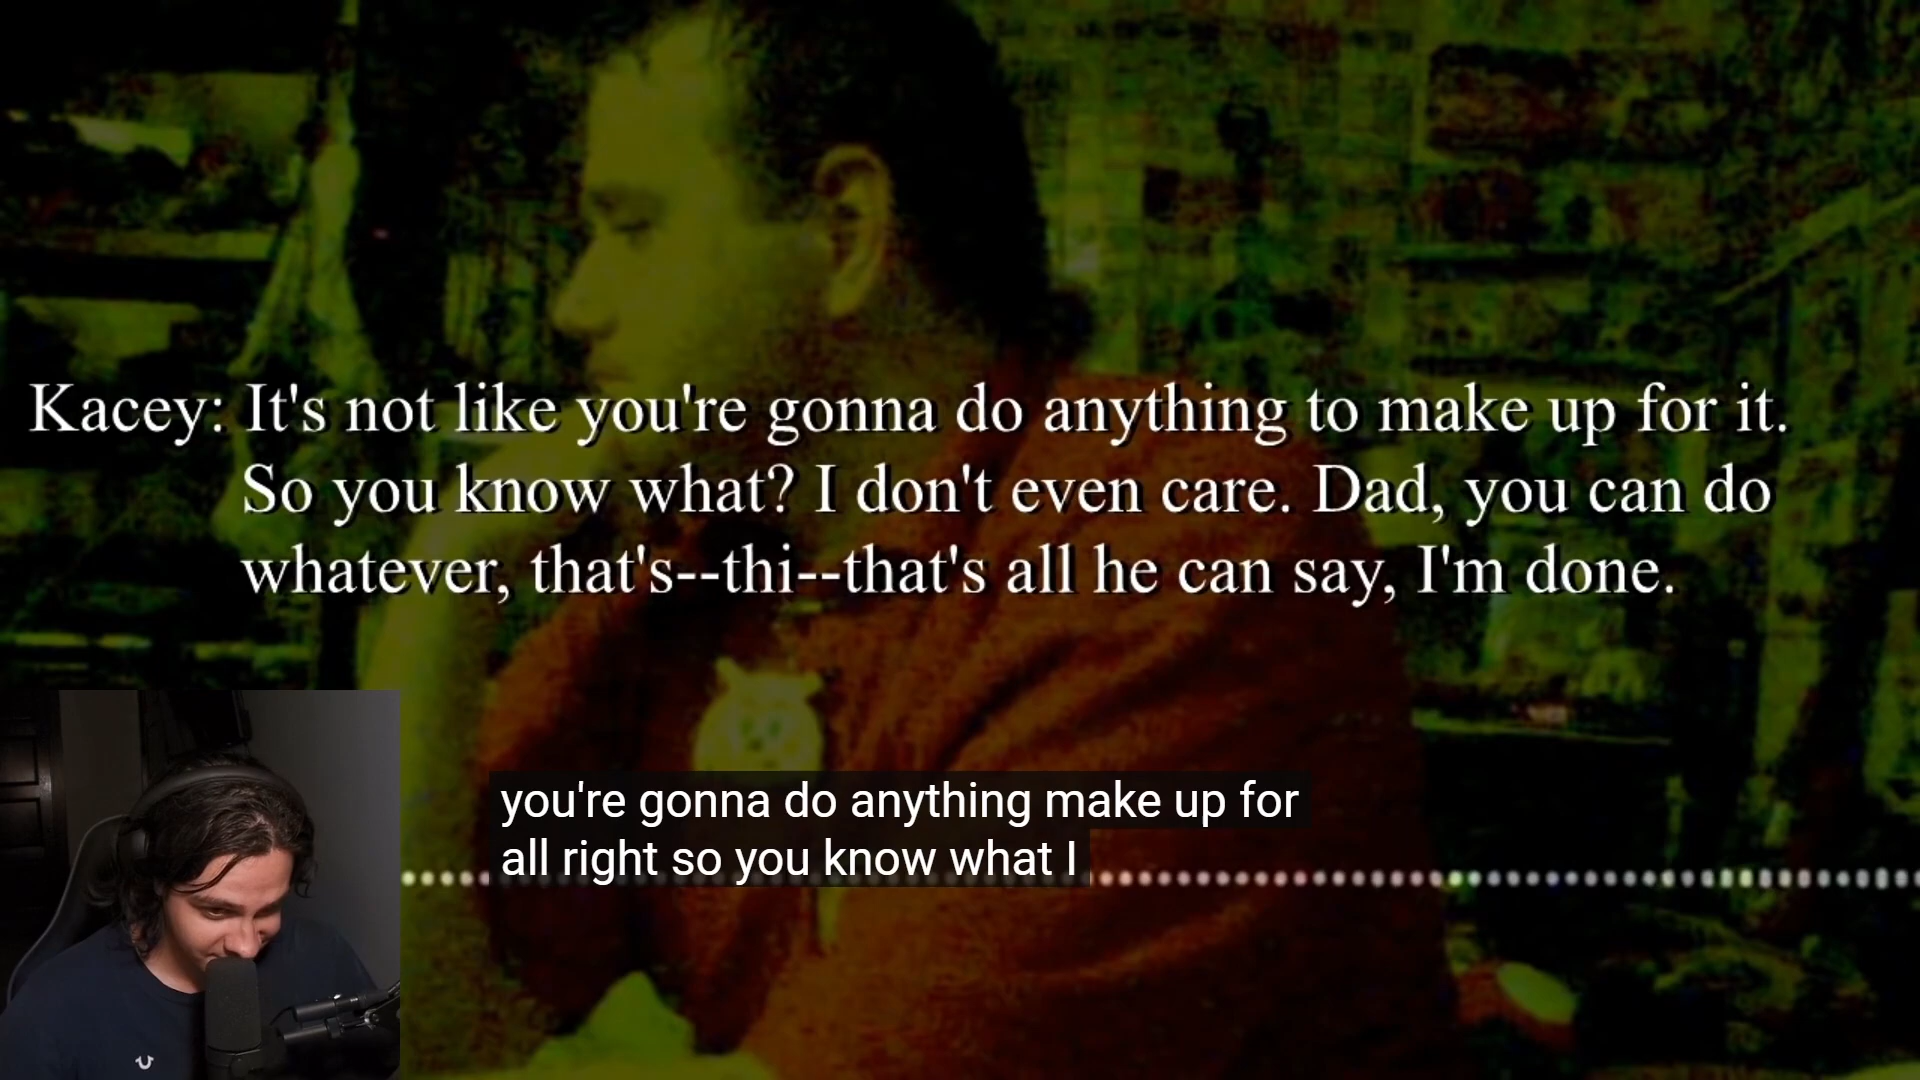 Kacey: It's not like you're gonna do anything to make up for it.
So you know what? I don't even care. Dad, you can do
whatever, that's--thi--that's all he can say, I'm done.
you're gonna do anything make up for
all right so you know what I